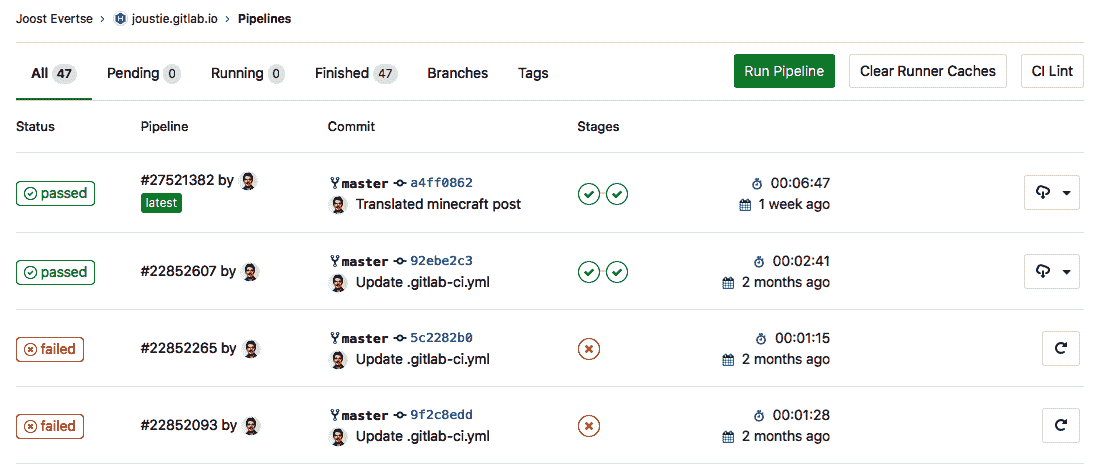 Joost Evertse › joustie.gitlab.io › Pipelines
All 47 Pending 0 Running 0 Finished 47 Branches Tags Run Pipeline Clear Runner Caches CI Lint
Status Pipeline Commit Stages
passed #27521382 by master a4ff0862 00:06:47
latest Translated minecraft post 1 week ago
passed #22852607 by master 92ebe2c3 00:02:41
Update .gitlab-ci.yml 2 months ago
failed #22852265 by master 5c2282b0 00:01:15
Update .gitlab-ci.yml 2 months ago
failed #22852093 by master 9f2c8edd 00:01:28
Update .gitlab-ci.yml 2 months ago